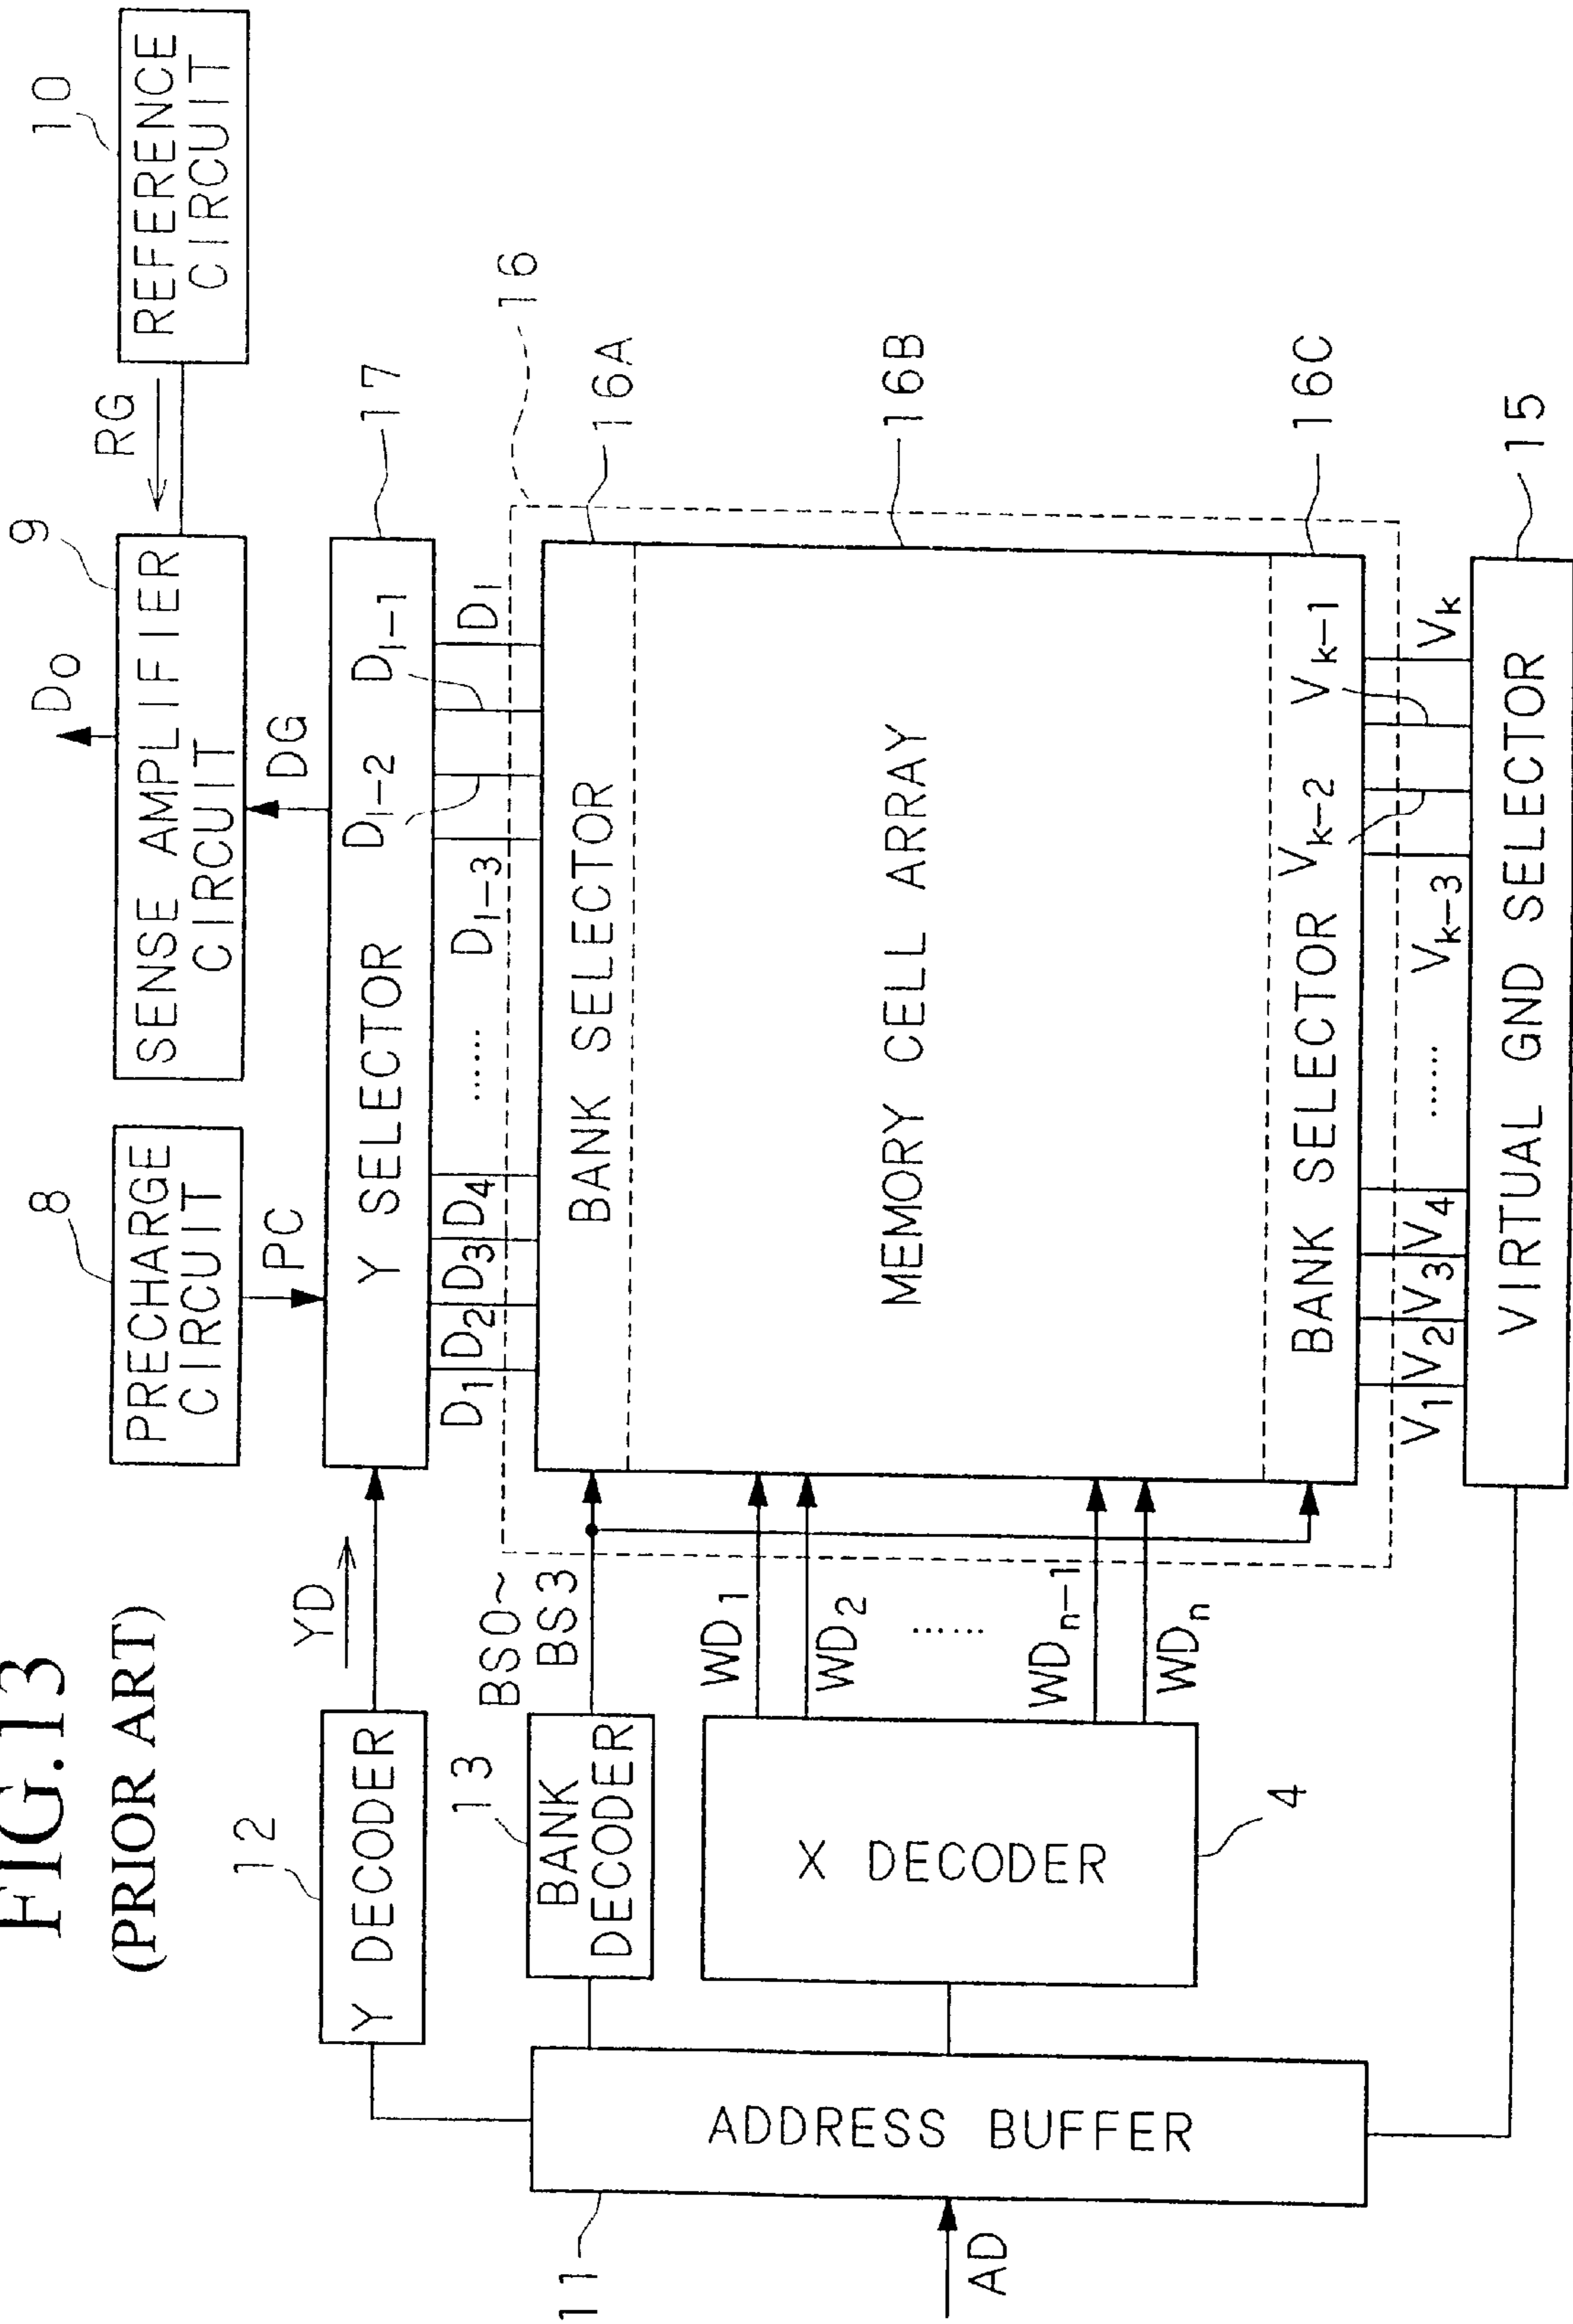 FIG.13
(PRIOR ART)
10
REFERENCE
CIRCUIT
RG
9
SENSE AMPLIFIER
CIRCUIT
DO
DG
8
PRECHARGE
CIRCUIT
PC
17
Y SELECTOR
YD
12
Y DECODER
D1 D2 D3 D4 ...... Dl-3 Dl-2 Dl-1 Dl
16
16A
BANK SELECTOR
16B
MEMORY CELL ARRAY
16C
BANK SELECTOR
BS0~
BS3
13
BANK
DECODER
WD1
WD2
......
WDn-1
WDn
X DECODER
4
V1 V2 V3 V4 ...... Vk-3 Vk-2 Vk-1 Vk
15
VIRTUAL GND SELECTOR
ADDRESS BUFFER
11
AD